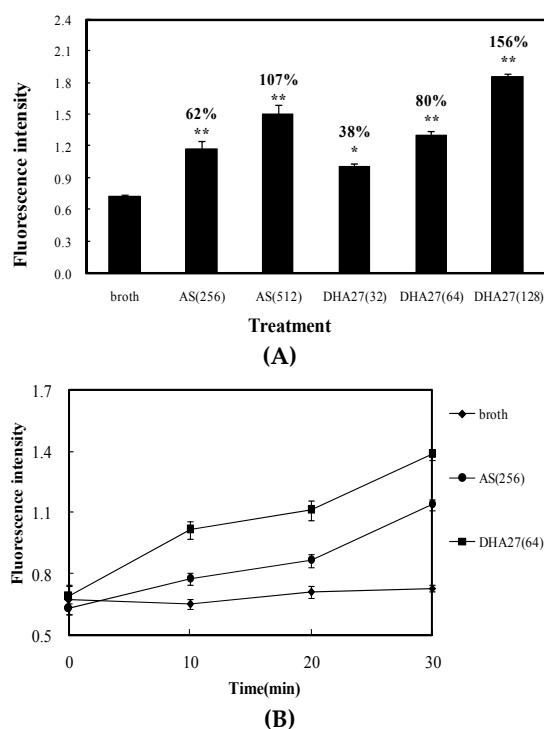 2.4
2.1
1.8
1.5
1.2
0.9
0.6
0.3
0.0
Fluorescence intensity
62%
**
107%
**
38%
*
80%
**
156%
**
broth AS(256) AS(512) DHA27(32) DHA27(64) DHA27(128)
Treatment
(A)
1.7
1.4
1.1
0.8
0.5
Fluorescence intensity
0 10 20 30
Time(min)
broth
AS(256)
DHA27(64)
(B)